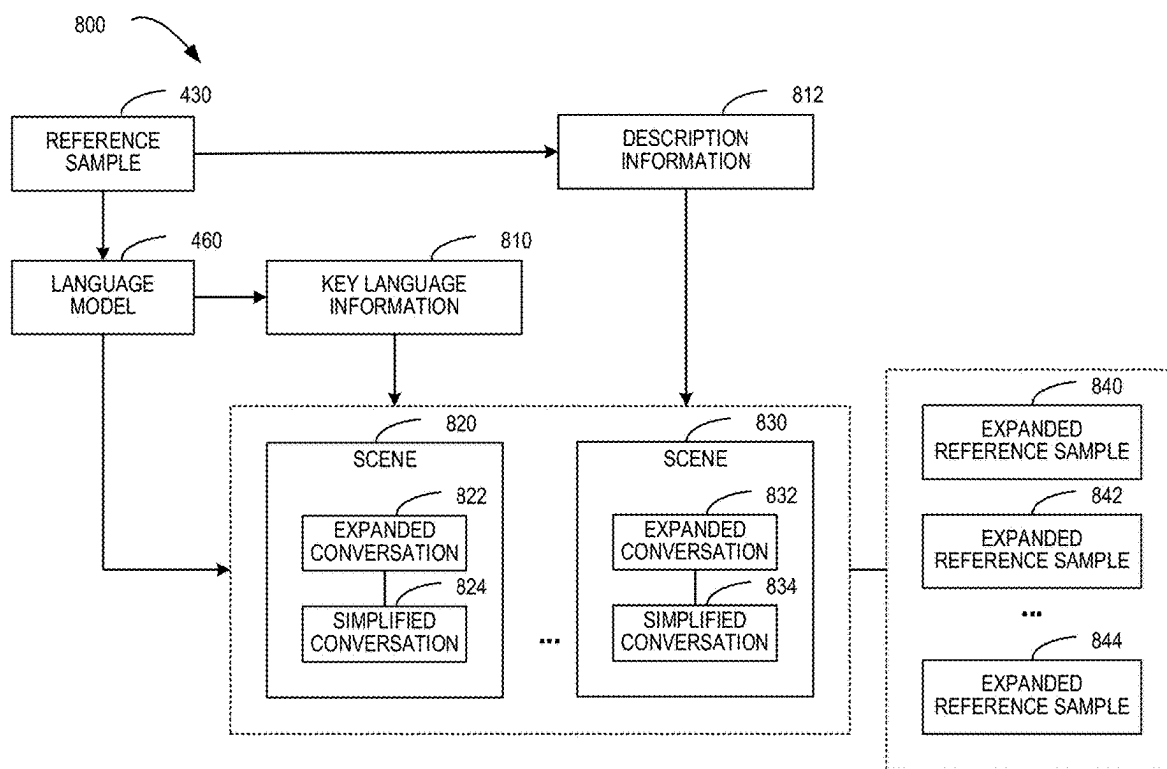 800
430
REFERENCE
SAMPLE
812
DESCRIPTION
INFORMATION
460
LANGUAGE
MODEL
810
KEY LANGUAGE
INFORMATION
820
SCENE
822
EXPANDED
CONVERSATION
824
SIMPLIFIED
CONVERSATION
...
830
SCENE
832
EXPANDED
CONVERSATION
834
SIMPLIFIED
CONVERSATION
840
EXPANDED
REFERENCE SAMPLE
842
EXPANDED
REFERENCE SAMPLE
...
844
EXPANDED
REFERENCE SAMPLE